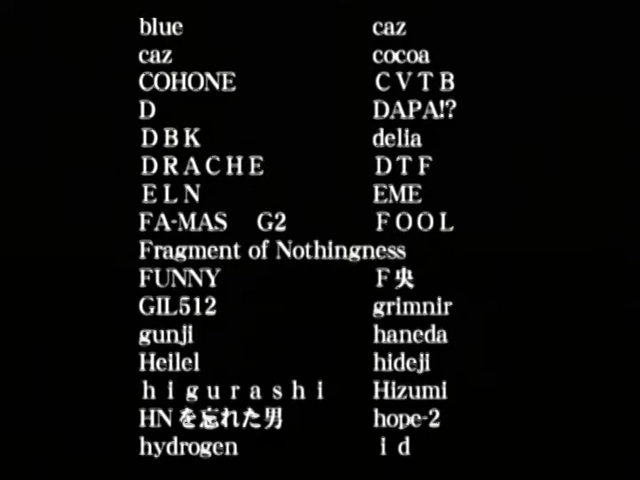 blue caz
caz cocoa
COHONE ＣＶＴＢ
D DAPA!?
ＤＢＫ delia
ＤＲＡＣＨＥ ＤＴＦ
ＥＬＮ EME
FA-MAS　G2 ＦＯＯＬ
Fragment of Nothingness
FUNNY Ｆ央
GIL512 grimnir
gunji haneda
Heilel hideji
ｈｉｇｕｒａｓｈｉ Hizumi
HNを忘れた男 hope-2
hydrogen ｉｄ